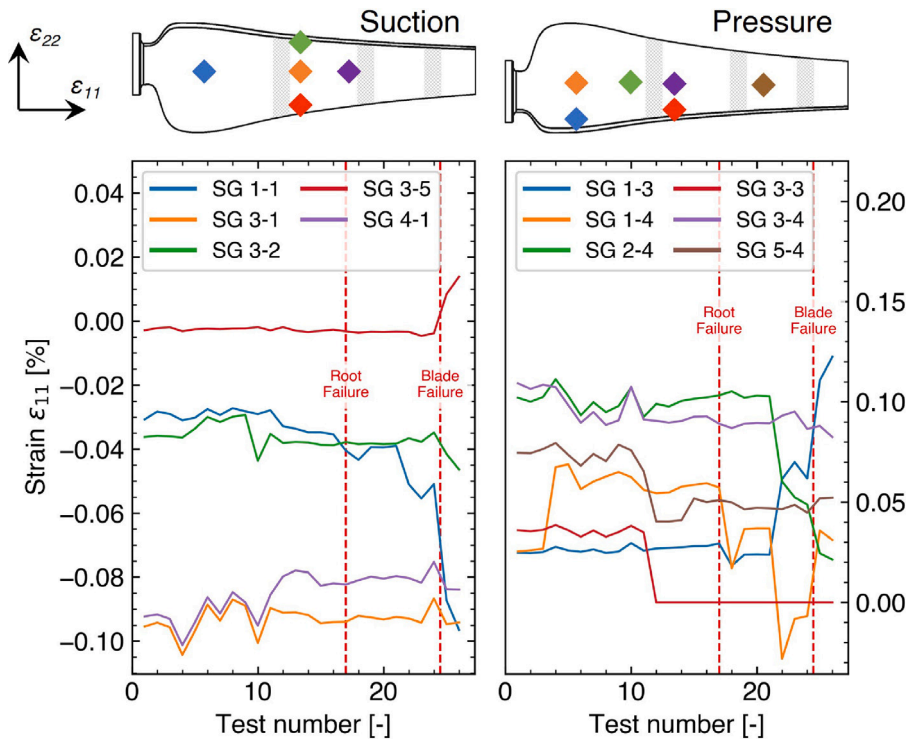 Suction
Pressure
ε22
ε11
SG 1-1
SG 3-1
SG 3-2
SG 3-5
SG 4-1
SG 1-3
SG 1-4
SG 2-4
SG 3-3
SG 3-4
SG 5-4
Root
Failure
Blade
Failure
Root
Failure
Blade
Failure
Strain ε11 [%]
0.04
0.02
0.00
−0.02
−0.04
−0.06
−0.08
−0.10
0.20
0.15
0.10
0.05
0.00
0
10
20
0
10
20
Test number [-]
Test number [-]